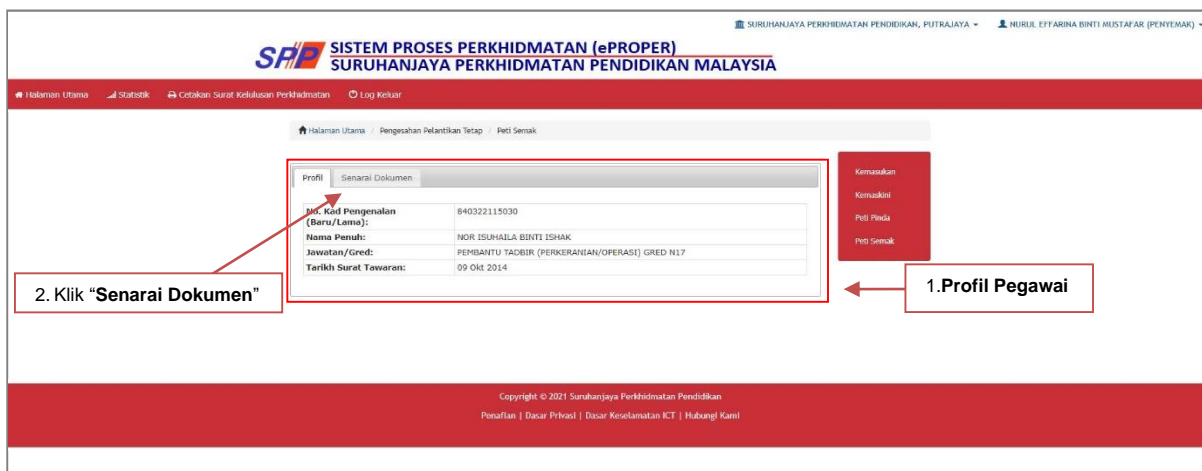 SURUHANJAYA PERKHIDMATAN PENDIDIKAN, PUTRAJAYA
NURUL EFFARINA BINTI MUSTAFAR (PENYEMAK)
SPP
SISTEM PROSES PERKHIDMATAN (ePROPER)
SURUHANJAYA PERKHIDMATAN PENDIDIKAN MALAYSIA
Halaman Utama Statistik Cetakan Surat Kelulusan Perkhidmatan Log Keluar
Halaman Utama / Pengesahan Pelantikan Tetap / Peti Semak
Profil Senarai Dokumen
No. Kad Pengenalan (Baru/Lama): 840322115030
Nama Penuh: NOR ISUHAILA BINTI ISHAK
Jawatan/Gred: PEMBANTU TADBIR (PERKERANIAN/OPERASI) GRED N17
Tarikh Surat Tawaran: 09 Okt 2014
Kemasukan
Kemaskini
Peti Pinda
Peti Semak
2. Klik “Senarai Dokumen”
1.Profil Pegawai
Copyright © 2021 Suruhanjaya Perkhidmatan Pendidikan
Penafian | Dasar Privasi | Dasar Keselamatan ICT | Hubungi Kami